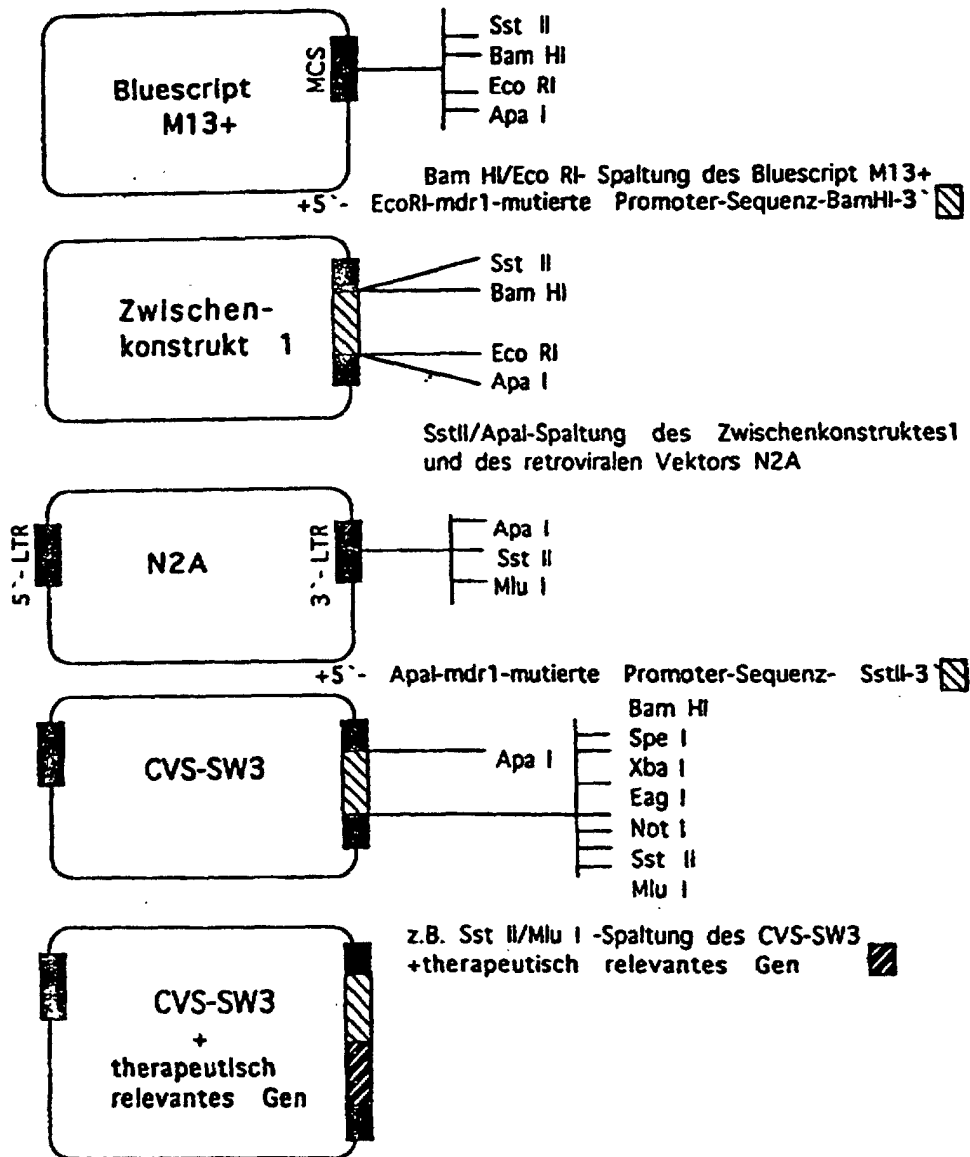 Bluescript
M13+
MCS
Sst II
Bam HI
Eco RI
Apa I
Bam HI/Eco RI- Spaltung des Bluescript M13+
+5`- EcoRI-mdr1-mutierte Promoter-Sequenz-BamHI-3`
Zwischen-
konstrukt 1
Sst II
Bam HI
Eco RI
Apa I
SstII/ApaI-Spaltung des Zwischenkonstruktes1
und des retroviralen Vektors N2A
5`-LTR
N2A
3`-LTR
Apa I
Sst II
Mlu I
+5`- ApaI-mdr1-mutierte Promoter-Sequenz- SstII-3`
CVS-SW3
Apa I
Bam HI
Spe I
Xba I
Eag I
Not I
Sst II
Mlu I
z.B. Sst II/Mlu I -Spaltung des CVS-SW3
+therapeutisch relevantes Gen
CVS-SW3
+
therapeutisch
relevantes Gen